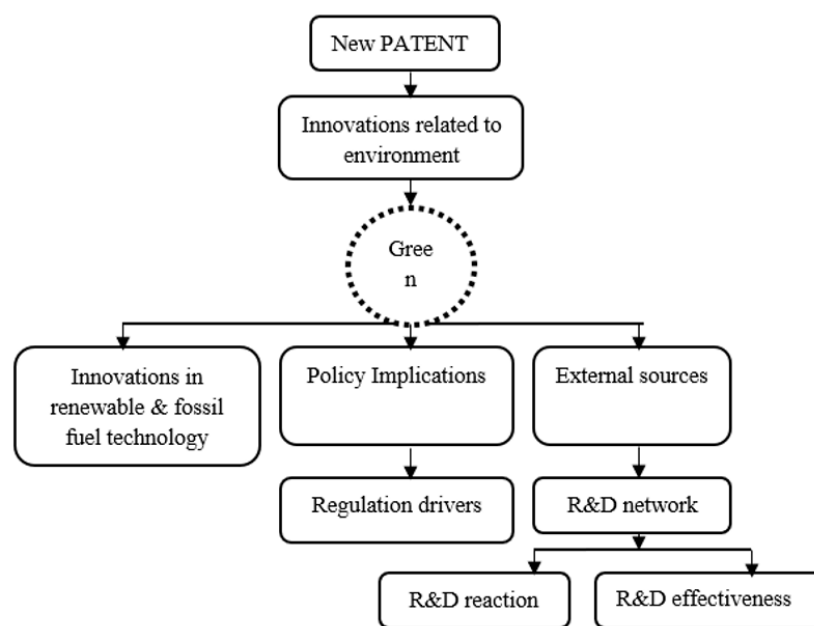 New PATENT
Innovations related to
environment
Gree
n
Innovations in
renewable & fossil
fuel technology
Policy Implications
External sources
Regulation drivers
R&D network
R&D reaction
R&D effectiveness